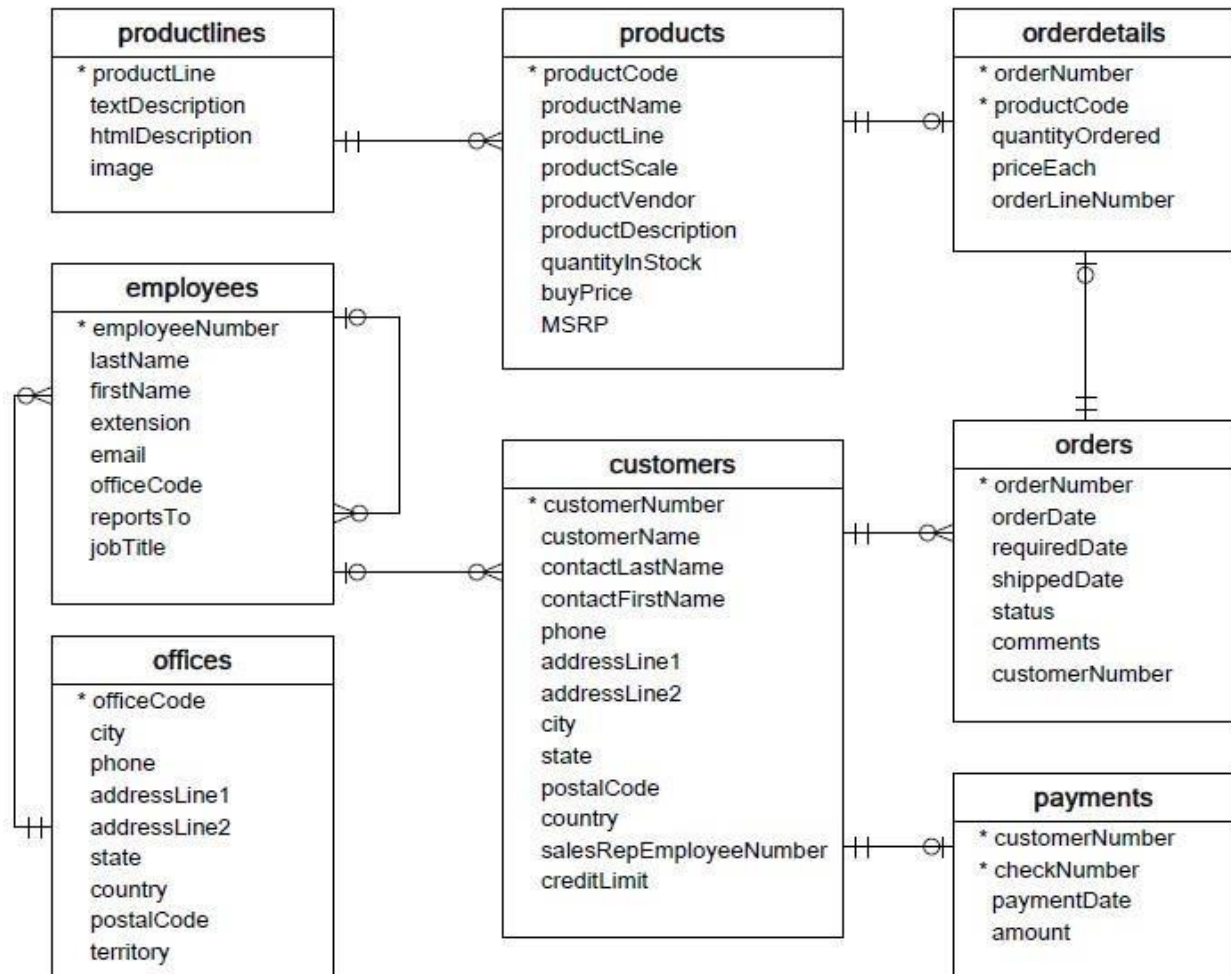 productlines
* productLine
textDescription
htmlDescription
image
products
* productCode
productName
productLine
productScale
productVendor
productDescription
quantityInStock
buyPrice
MSRP
orderdetails
* orderNumber
* productCode
quantityOrdered
priceEach
orderLineNumber
employees
* employeeNumber
lastName
firstName
extension
email
officeCode
reportsTo
jobTitle
customers
* customerNumber
customerName
contactLastName
contactFirstName
phone
addressLine1
addressLine2
city
state
postalCode
country
salesRepEmployeeNumber
creditLimit
orders
* orderNumber
orderDate
requiredDate
shippedDate
status
comments
customerNumber
offices
* officeCode
city
phone
addressLine1
addressLine2
state
country
postalCode
territory
payments
* customerNumber
* checkNumber
paymentDate
amount